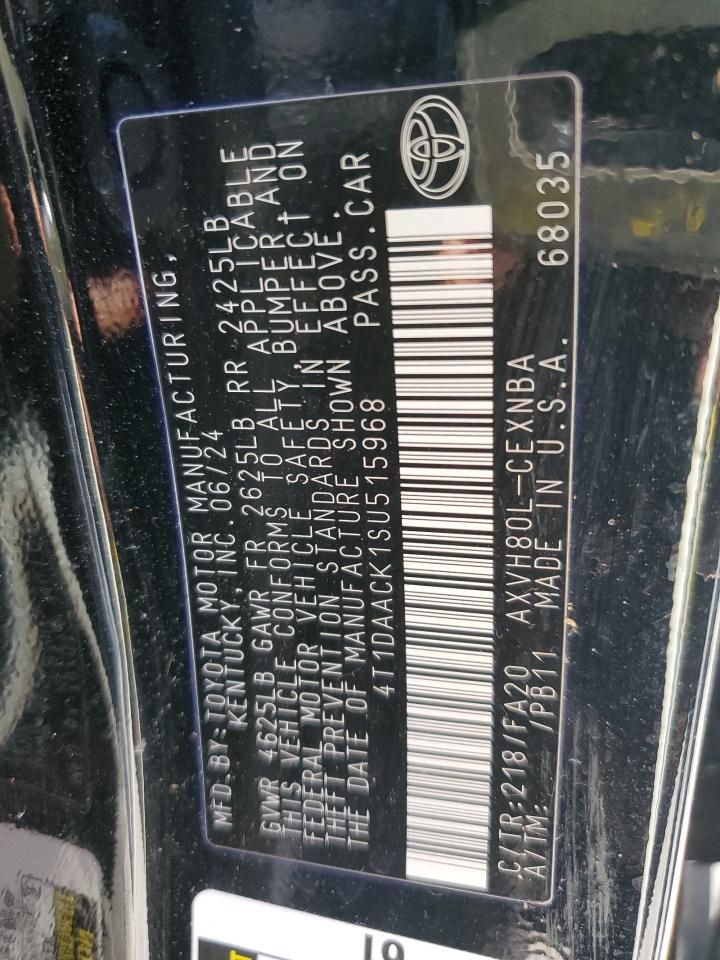 MFD.BY:TOYOTA MOTOR MANUFACTURING,
KENTUCKY, INC.06/24
GVWR 4625LB GAWR FR 2625LB RR 2425LB
THIS VEHICLE CONFORMS TO ALL APPLICABLE
FEDERAL MOTOR VEHICLE SAFETY, BUMPER, AND
THEFT PREVENTION STANDARDS IN EFFECT ON
THE DATE OF MANUFACTURE SHOWN ABOVE.
4T1DAACK1SU515968 PASS.CAR
C/TR:218/FA20 AXVH80L-CEXNBA
A/TM: /PB11 MADE IN U.S.A. 68035
61